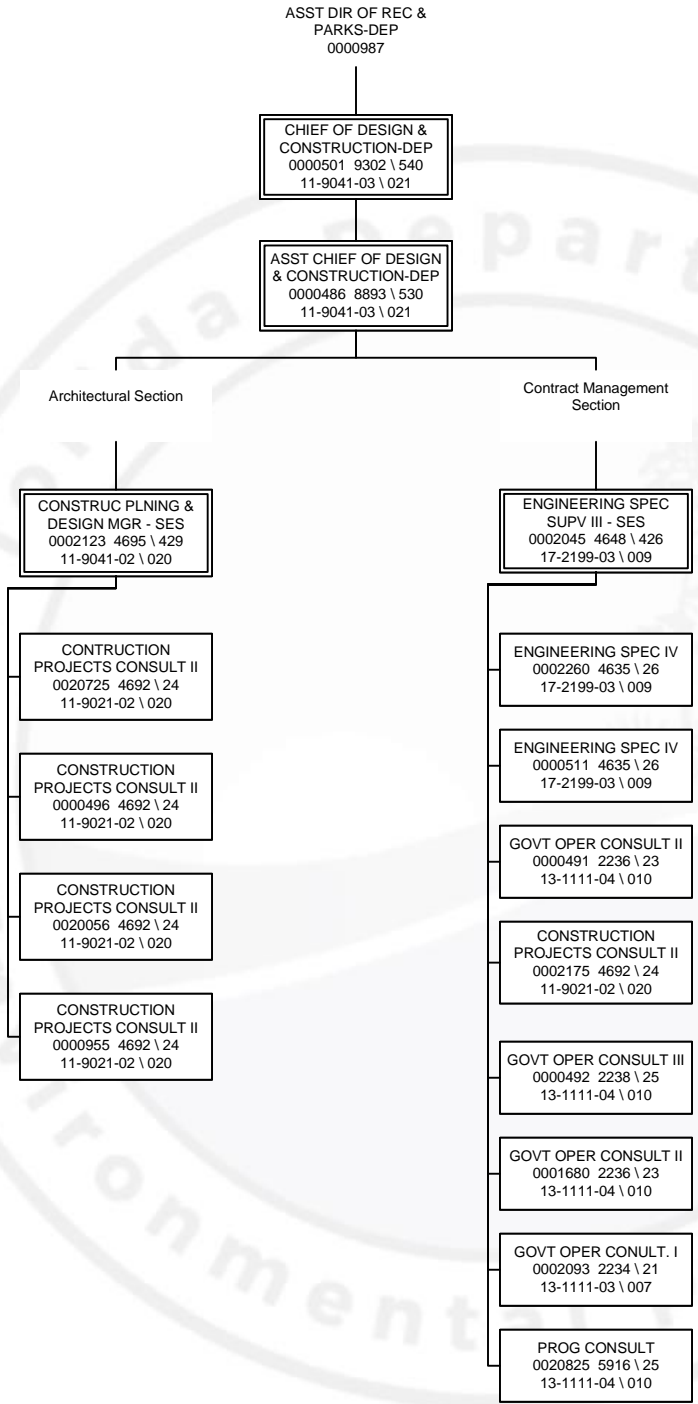 ASST DIR OF REC &
PARKS-DEP
0000987
CHIEF OF DESIGN &
CONSTRUCTION-DEP
0000501 9302 \ 540
11-9041-03 \ 021
ASST CHIEF OF DESIGN
& CONSTRUCTION-DEP
0000486 8893 \ 530
11-9041-03 \ 021
Architectural Section
CONSTRUC PLNING &
DESIGN MGR - SES
0002123 4695 \ 429
11-9041-02 \ 020
CONTRUCTION
PROJECTS CONSULT II
0020725 4692 \ 24
11-9021-02 \ 020
CONSTRUCTION
PROJECTS CONSULT II
0000496 4692 \ 24
11-9021-02 \ 020
CONSTRUCTION
PROJECTS CONSULT II
0020056 4692 \ 24
11-9021-02 \ 020
CONSTRUCTION
PROJECTS CONSULT II
0000955 4692 \ 24
11-9021-02 \ 020
Contract Management
Section
ENGINEERING SPEC
SUPV III - SES
0002045 4648 \ 426
17-2199-03 \ 009
ENGINEERING SPEC IV
0002260 4635 \ 26
17-2199-03 \ 009
ENGINEERING SPEC IV
0000511 4635 \ 26
17-2199-03 \ 009
GOVT OPER CONSULT II
0000491 2236 \ 23
13-1111-04 \ 010
CONSTRUCTION
PROJECTS CONSULT II
0002175 4692 \ 24
11-9021-02 \ 020
GOVT OPER CONSULT III
0000492 2238 \ 25
13-1111-04 \ 010
GOVT OPER CONSULT II
0001680 2236 \ 23
13-1111-04 \ 010
GOVT OPER CONULT. I
0002093 2234 \ 21
13-1111-03 \ 007
PROG CONSULT
0020825 5916 \ 25
13-1111-04 \ 010